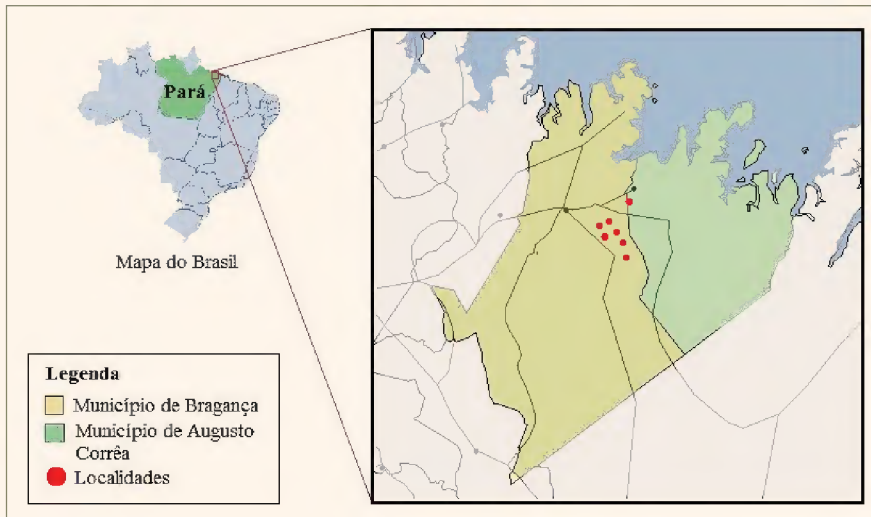 Pará
Mapa do Brasil
Legenda
Município de Bragança
Município de Augusto
Corrêa
Localidades